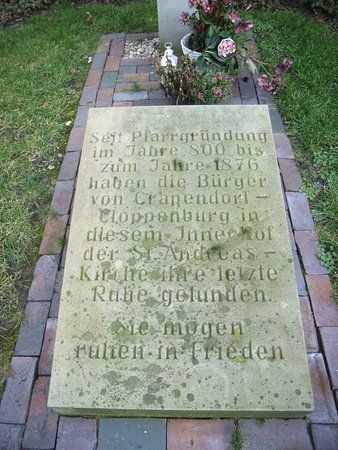 Seit Pfarrgründung
im Jahre 800 bis
zum Jahre 1876
haben die Bürger
von Crapendorf-
Cloppenburg in
diesem Innenhof
der St. Andreas-
Kirche ihre letzte
Ruhe gefunden.
Sie mögen
ruhen in Frieden